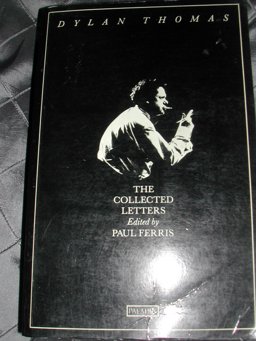 DYLAN THOMAS
THE
COLLECTED
LETTERS
Edited by
PAUL FERRIS